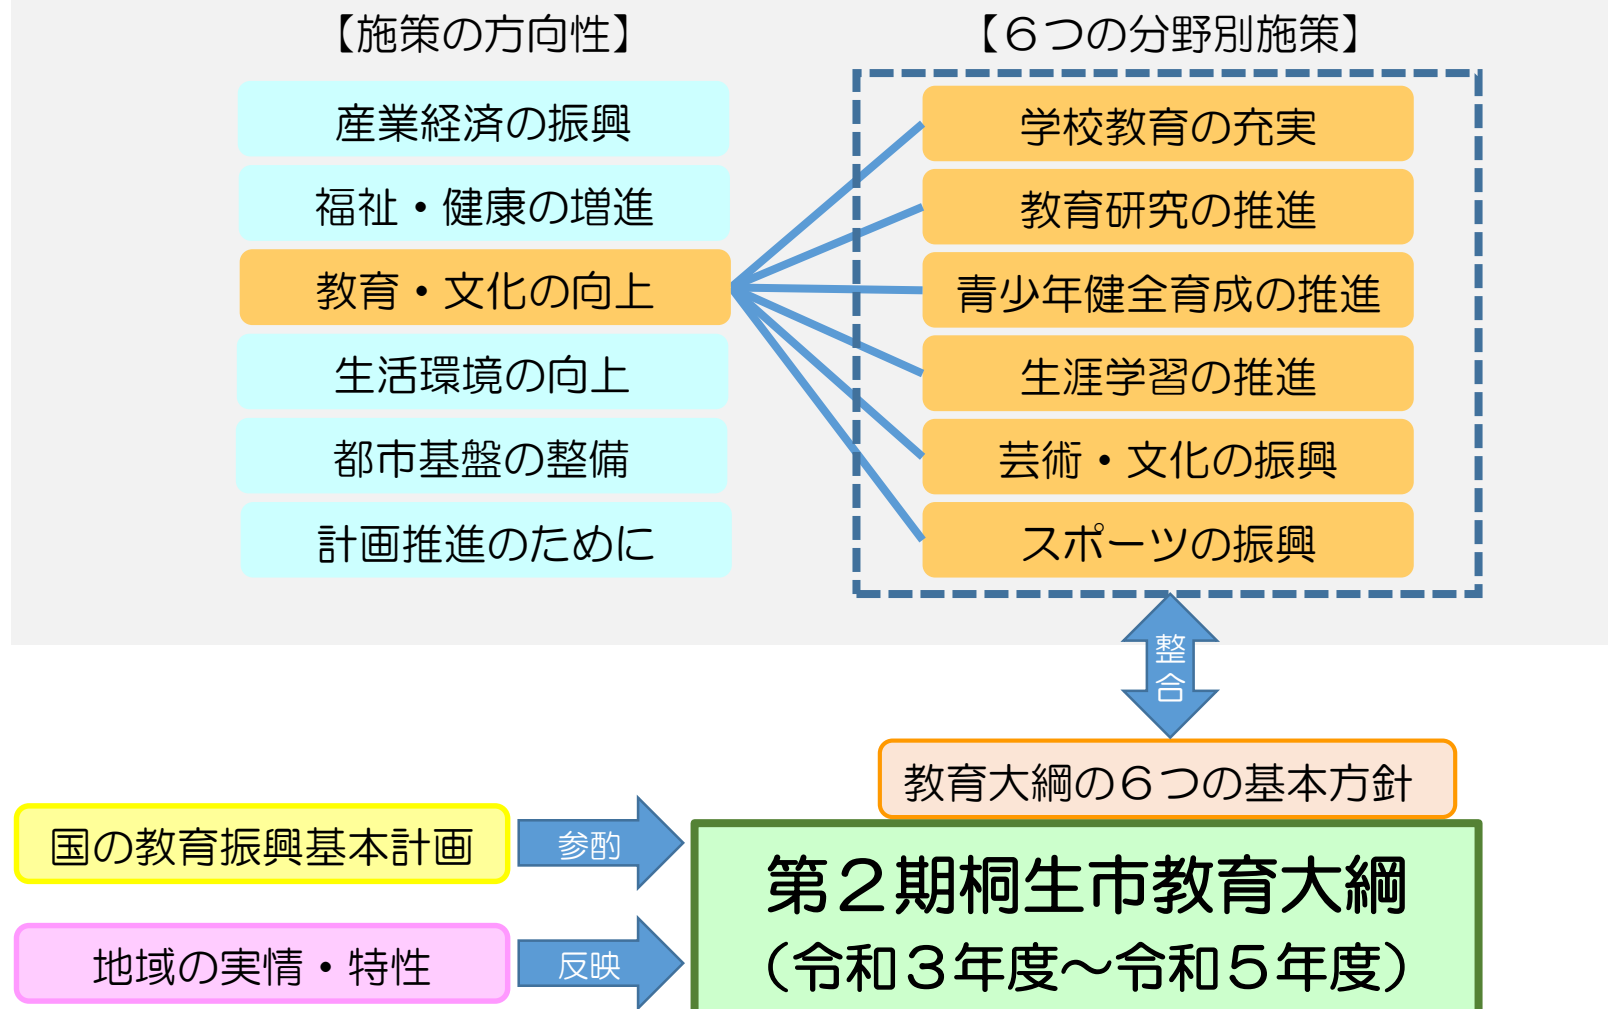 【施策の方向性】
産業経済の振興
福祉・健康の増進
教育・文化の向上
生活環境の向上
都市基盤の整備
計画推進のために
【６つの分野別施策】
学校教育の充実
教育研究の推進
青少年健全育成の推進
生涯学習の推進
芸術・文化の振興
スポーツの振興
整
合
教育大綱の６つの基本方針
国の教育振興基本計画
参酌
地域の実情・特性
反映
第２期桐生市教育大綱
（令和３年度～令和５年度）